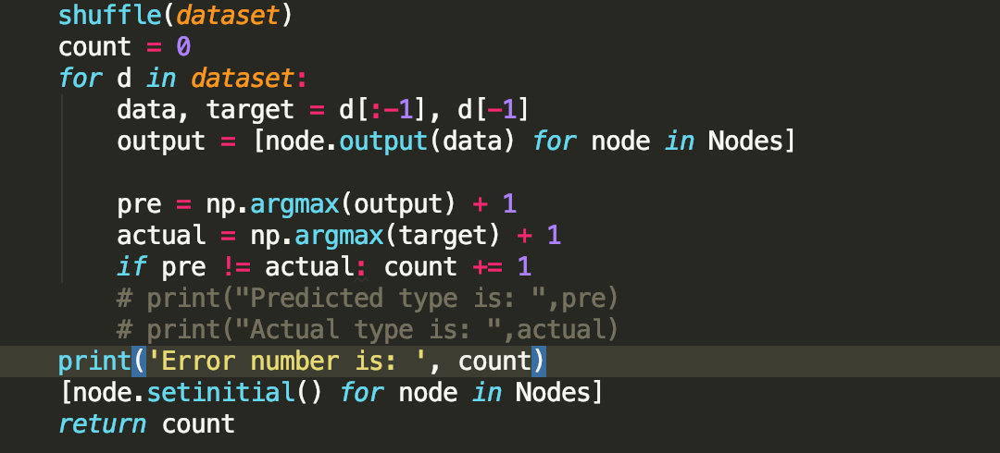 shuffle(dataset)
count = 0
for d in dataset:
    data, target = d[:-1], d[-1]
    output = [node.output(data) for node in Nodes]

    pre = np.argmax(output) + 1
    actual = np.argmax(target) + 1
    if pre != actual: count += 1
    # print("Predicted type is: ",pre)
    # print("Actual type is: ",actual)
print('Error number is: ', count)
[node.setinitial() for node in Nodes]
return count